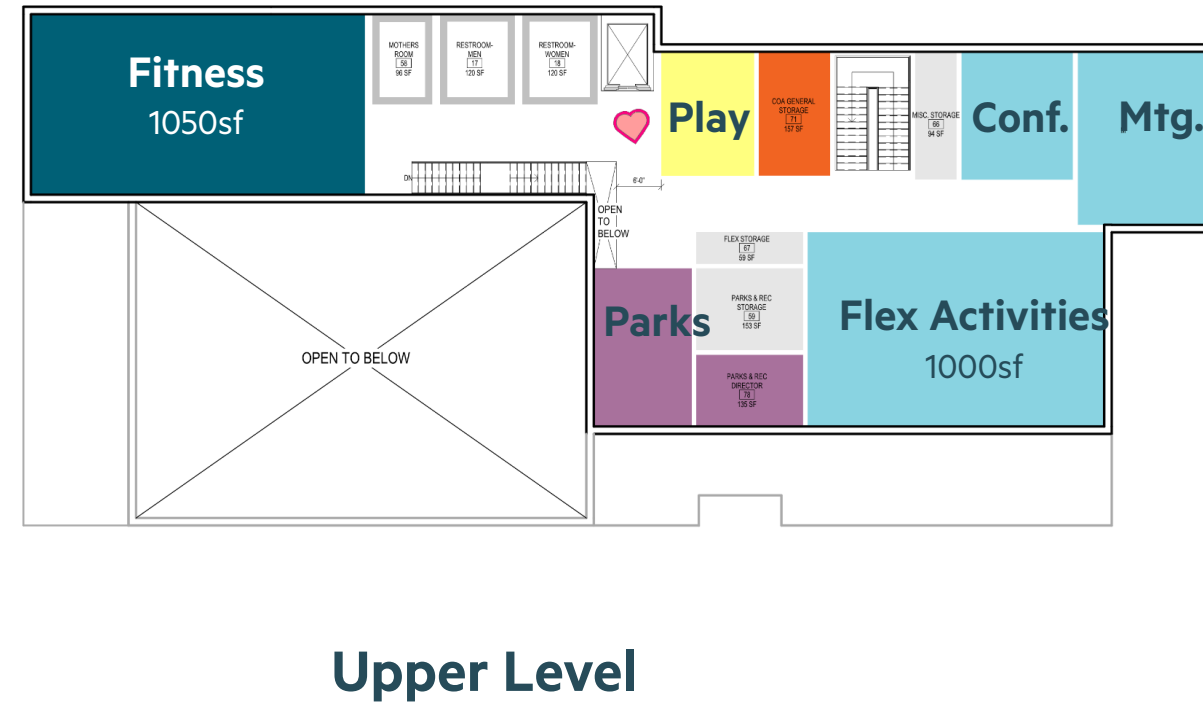 Fitness
1050sf
MOTHERS
ROOM
58
96 SF
RESTROOM-
MEN
17
120 SF
RESTROOM-
WOMEN
18
120 SF
Play
COA GENERAL
STORAGE
71
157 SF
MISC. STORAGE
66
94 SF
Conf.
Mtg.
DN
6'-0"
OPEN
TO
BELOW
FLEX STORAGE
67
59 SF
Parks
PARKS & REC
STORAGE
59
153 SF
PARKS & REC
DIRECTOR
78
135 SF
Flex Activities
1000sf
OPEN TO BELOW
Upper Level